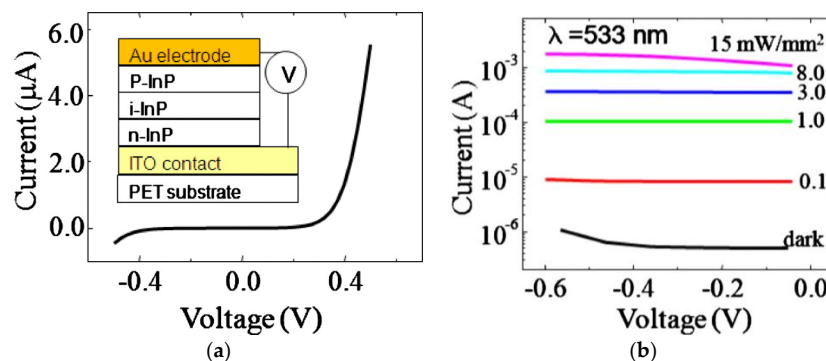 6.0
4.0
2.0
0.0
-0.4
0.0
0.4
Current (μA)
Voltage (V)
Au electrode
P-InP
i-InP
n-InP
ITO contact
PET substrate
V
(a)
λ =533 nm
15 mW/mm²
8.0
3.0
1.0
0.1
dark
10⁻³
10⁻⁴
10⁻⁵
10⁻⁶
Current (A)
-0.6
-0.4
-0.2
0.0
Voltage (V)
(b)